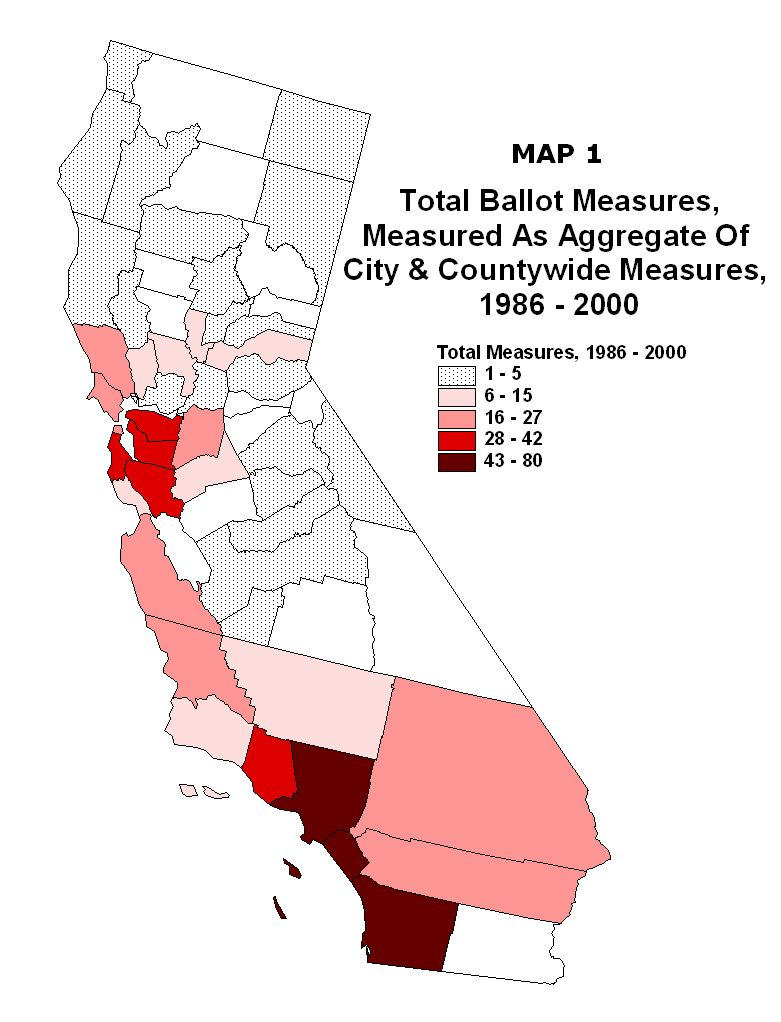 MAP 1
Total Ballot Measures,
Measured As Aggregate Of
City & Countywide Measures,
1986 - 2000
Total Measures, 1986 - 2000
1 - 5
6 - 15
16 - 27
28 - 42
43 - 80